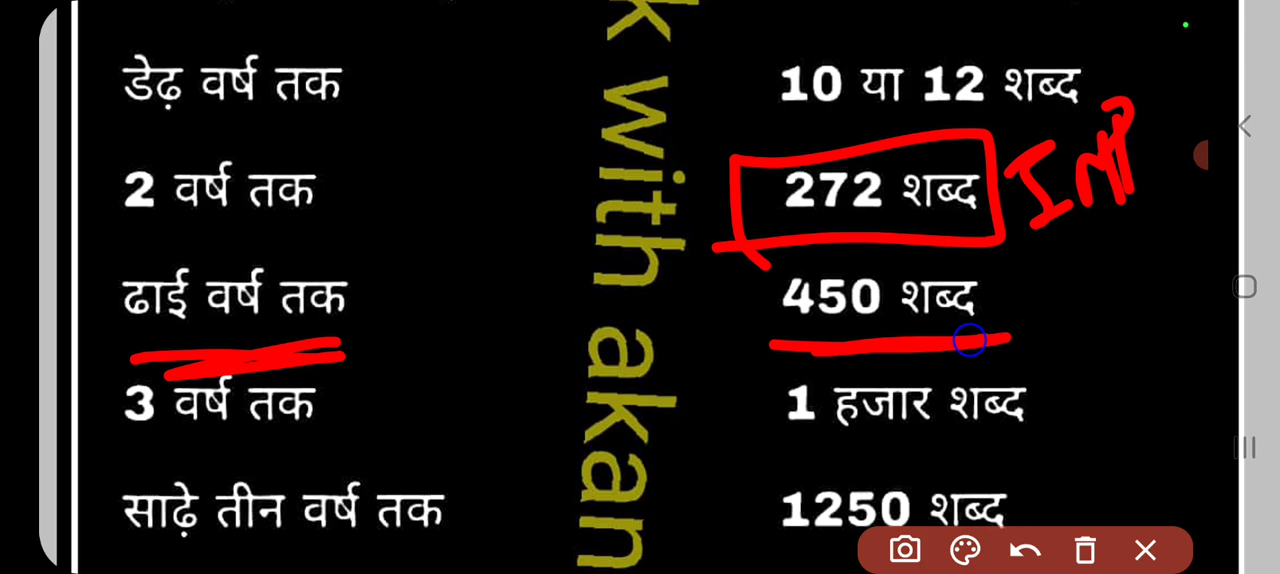 डेढ़ वर्ष तक 10 या 12 शब्द
2 वर्ष तक 272 शब्द IMP
ढाई वर्ष तक 450 शब्द
3 वर्ष तक 1 हजार शब्द
साढ़े तीन वर्ष तक 1250 शब्द
k with akan